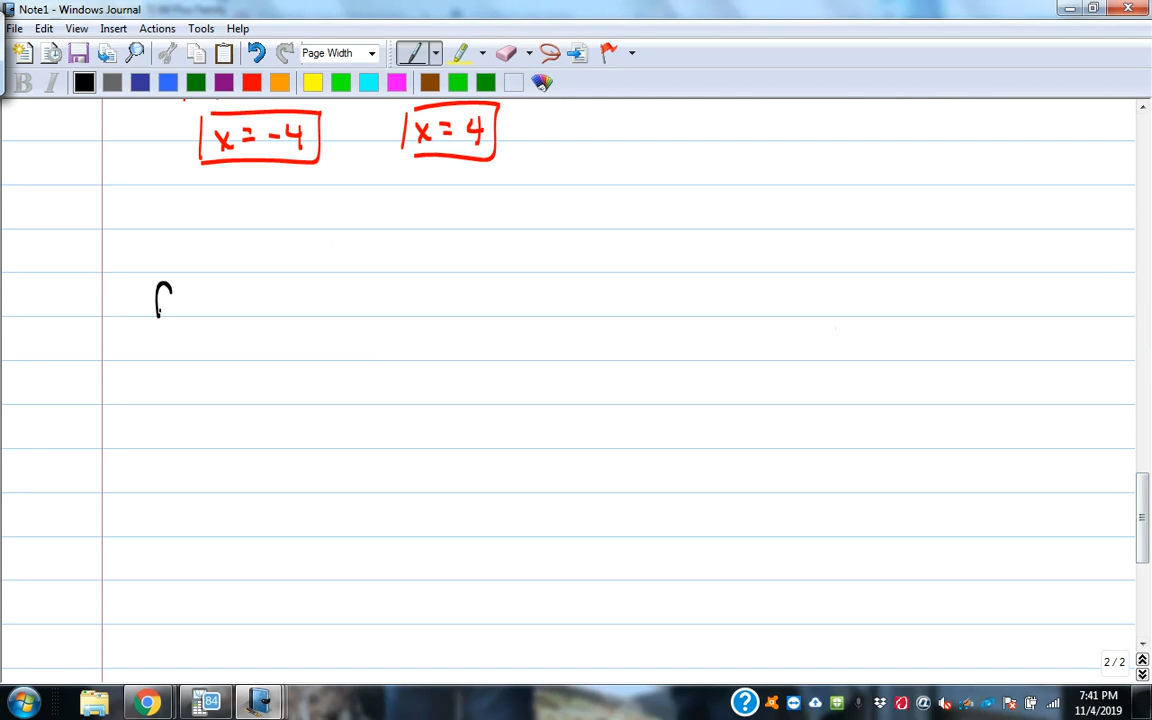 Note1 - Windows Journal
File Edit View Insert Actions Tools Help
Page Width
B I
x = -4 x = 4
2 / 2
84
7:41 PM
11/4/2019